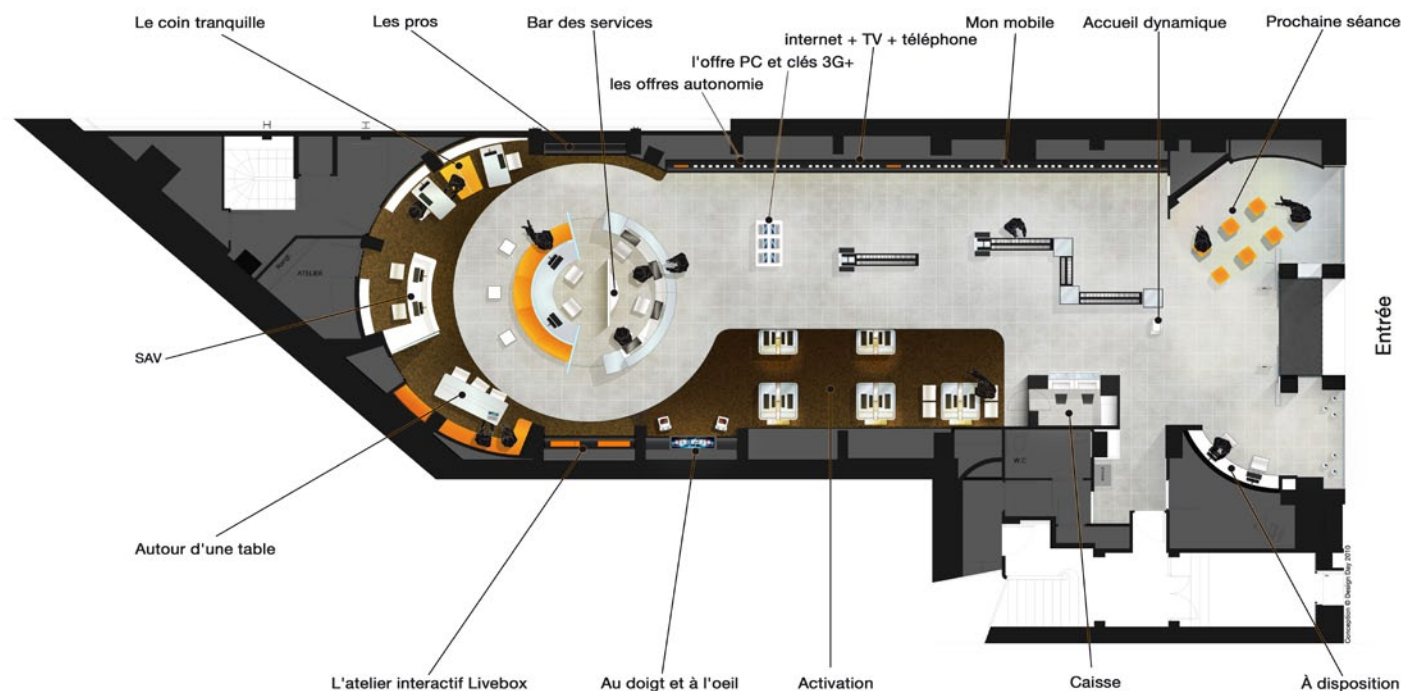 Le coin tranquille
Les pros
Bar des services
les offres autonomie
l'offre PC et clés 3G+
internet + TV + téléphone
Mon mobile
Accueil dynamique
Prochaine séance
ATELIER
SAV
Entrée
W.C
Autour d'une table
L'atelier interactif Livebox
Au doigt et à l'oeil
Activation
Caisse
À disposition
Conception © Design Day 2010